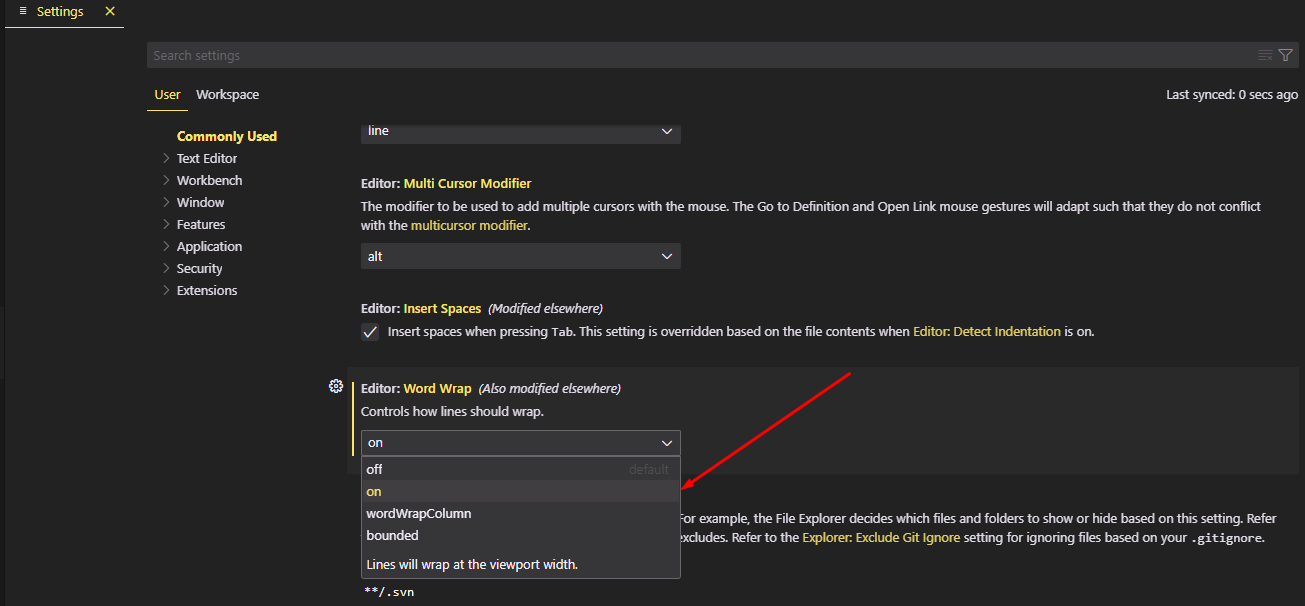 Settings
Search settings
User Workspace
Last synced: 0 secs ago
Commonly Used
Text Editor
Workbench
Window
Features
Application
Security
Extensions
line
Editor: Multi Cursor Modifier
The modifier to be used to add multiple cursors with the mouse. The Go to Definition and Open Link mouse gestures will adapt such that they do not conflict
with the multicursor modifier.
alt
Editor: Insert Spaces (Modified elsewhere)
Insert spaces when pressing Tab. This setting is overridden based on the file contents when Editor: Detect Indentation is on.
Editor: Word Wrap (Also modified elsewhere)
Controls how lines should wrap.
on
off default
on
wordWrapColumn
bounded
Lines will wrap at the viewport width.
For example, the File Explorer decides which files and folders to show or hide based on this setting. Refer
excludes. Refer to the Explorer: Exclude Git Ignore setting for ignoring files based on your .gitignore.
**/.svn